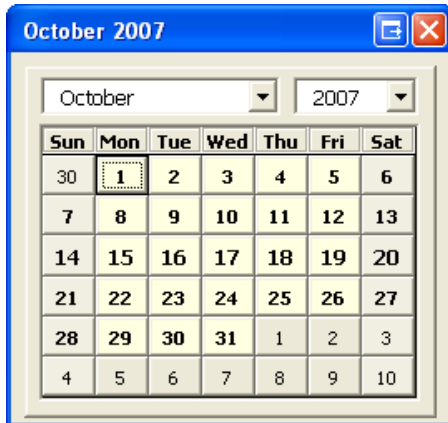 October 2007
October 2007
Sun Mon Tue Wed Thu Fri Sat
30 1 2 3 4 5 6
7 8 9 10 11 12 13
14 15 16 17 18 19 20
21 22 23 24 25 26 27
28 29 30 31 1 2 3
4 5 6 7 8 9 10